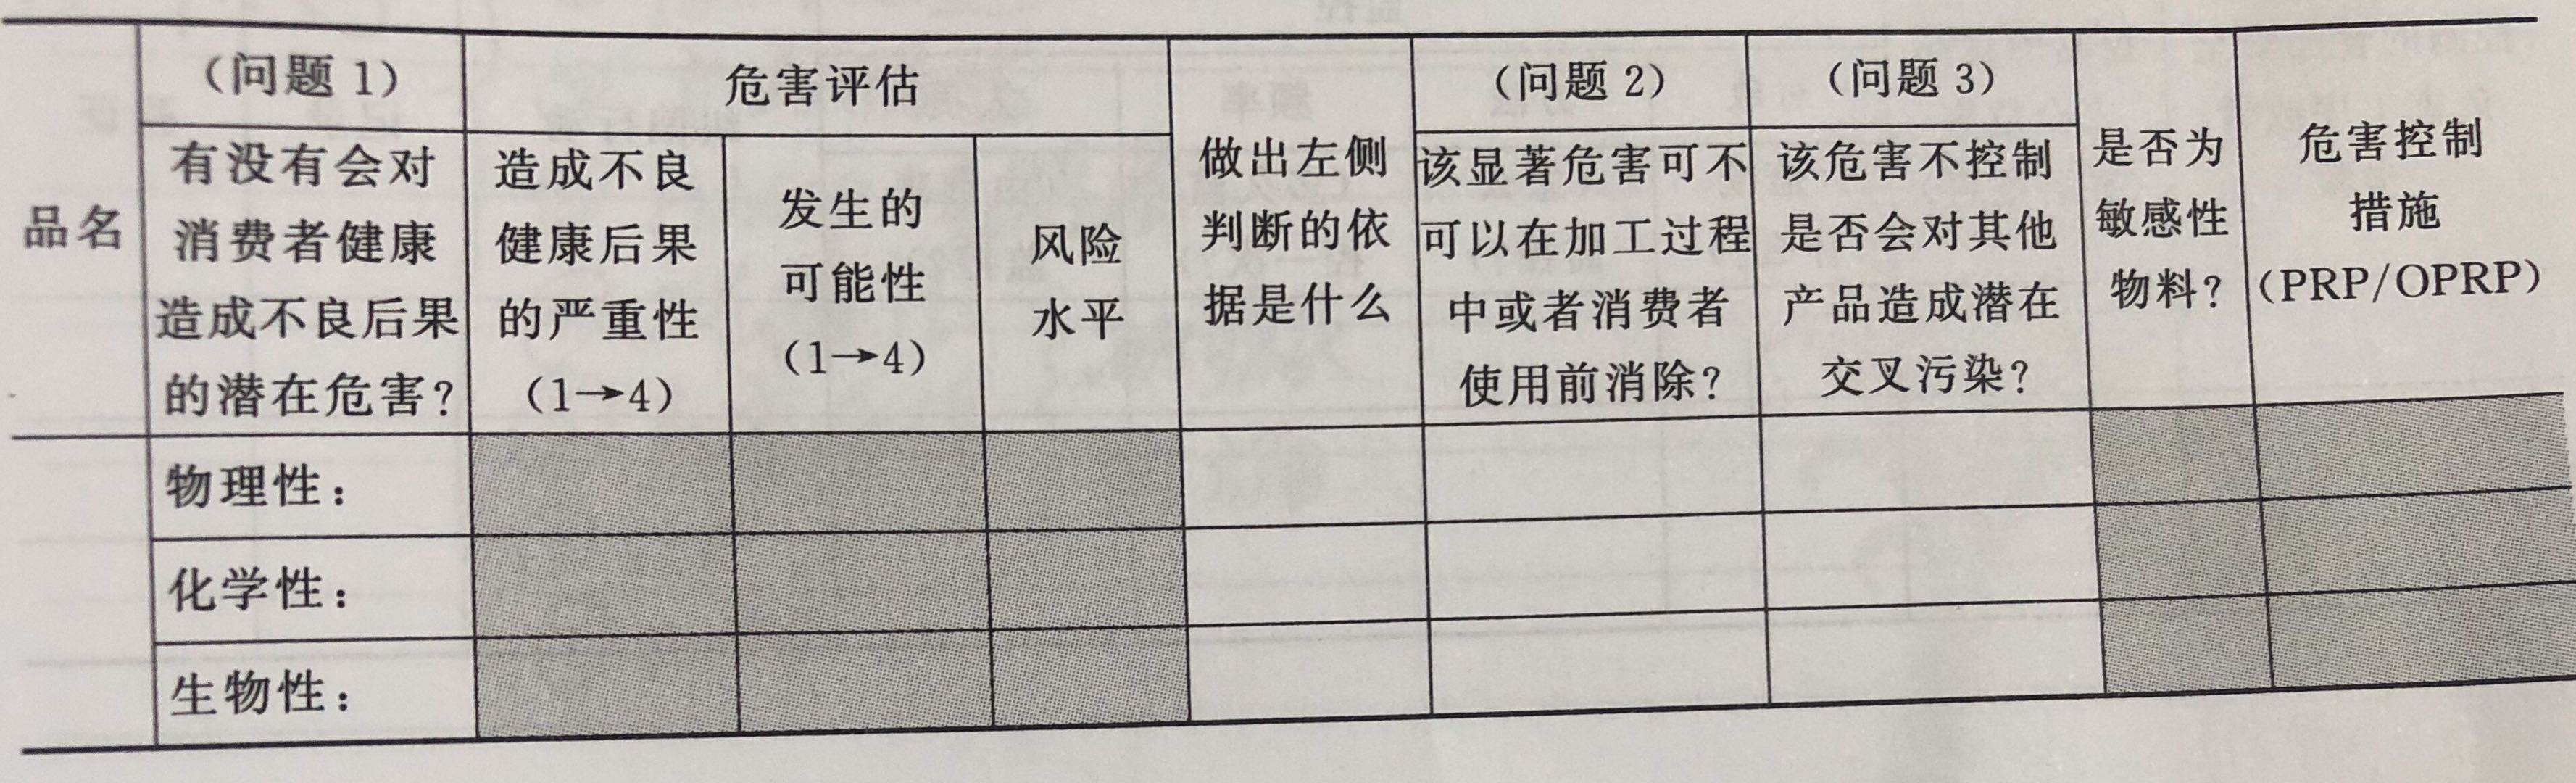 品名
（问题 1）
有没有会对
消费者健康
造成不良后果
的潜在危害？
危害评估
造成不良
健康后果
的严重性
（1→4）
发生的
可能性
（1→4）
风险
水平
做出左侧
判断的依
据是什么
（问题 2）
该显著危害可不
可以在加工过程
中或者消费者
使用前消除？
（问题 3）
该危害不控制
是否会对其他
产品造成潜在
交叉污染？
是否为
敏感性
物料？
危害控制
措施
（PRP/OPRP）
物理性：
化学性：
生物性：